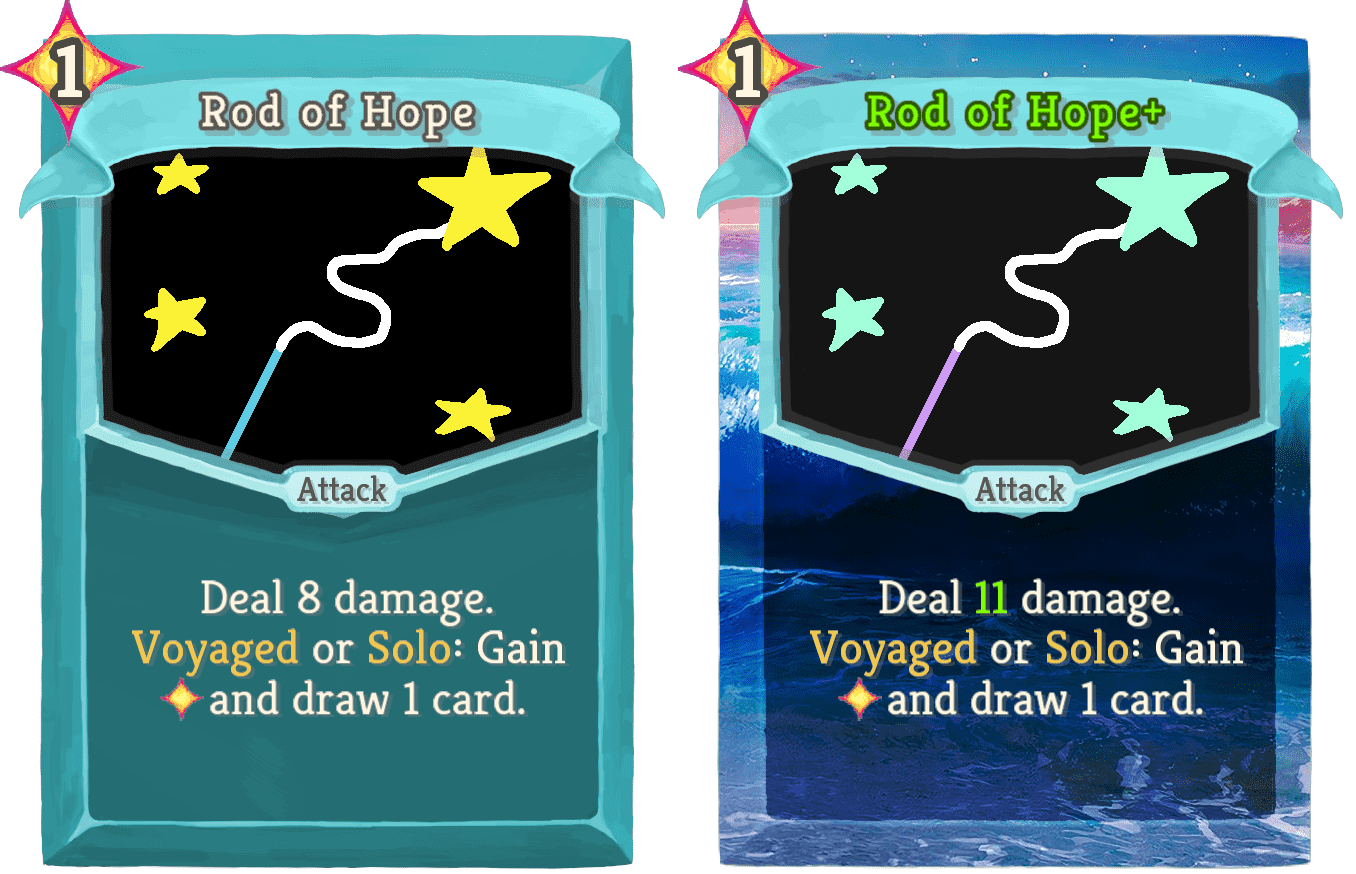 1
Rod of Hope
Attack
Deal 8 damage.
Voyaged or Solo: Gain
and draw 1 card.
1
Rod of Hope+
Attack
Deal 11 damage.
Voyaged or Solo: Gain
and draw 1 card.